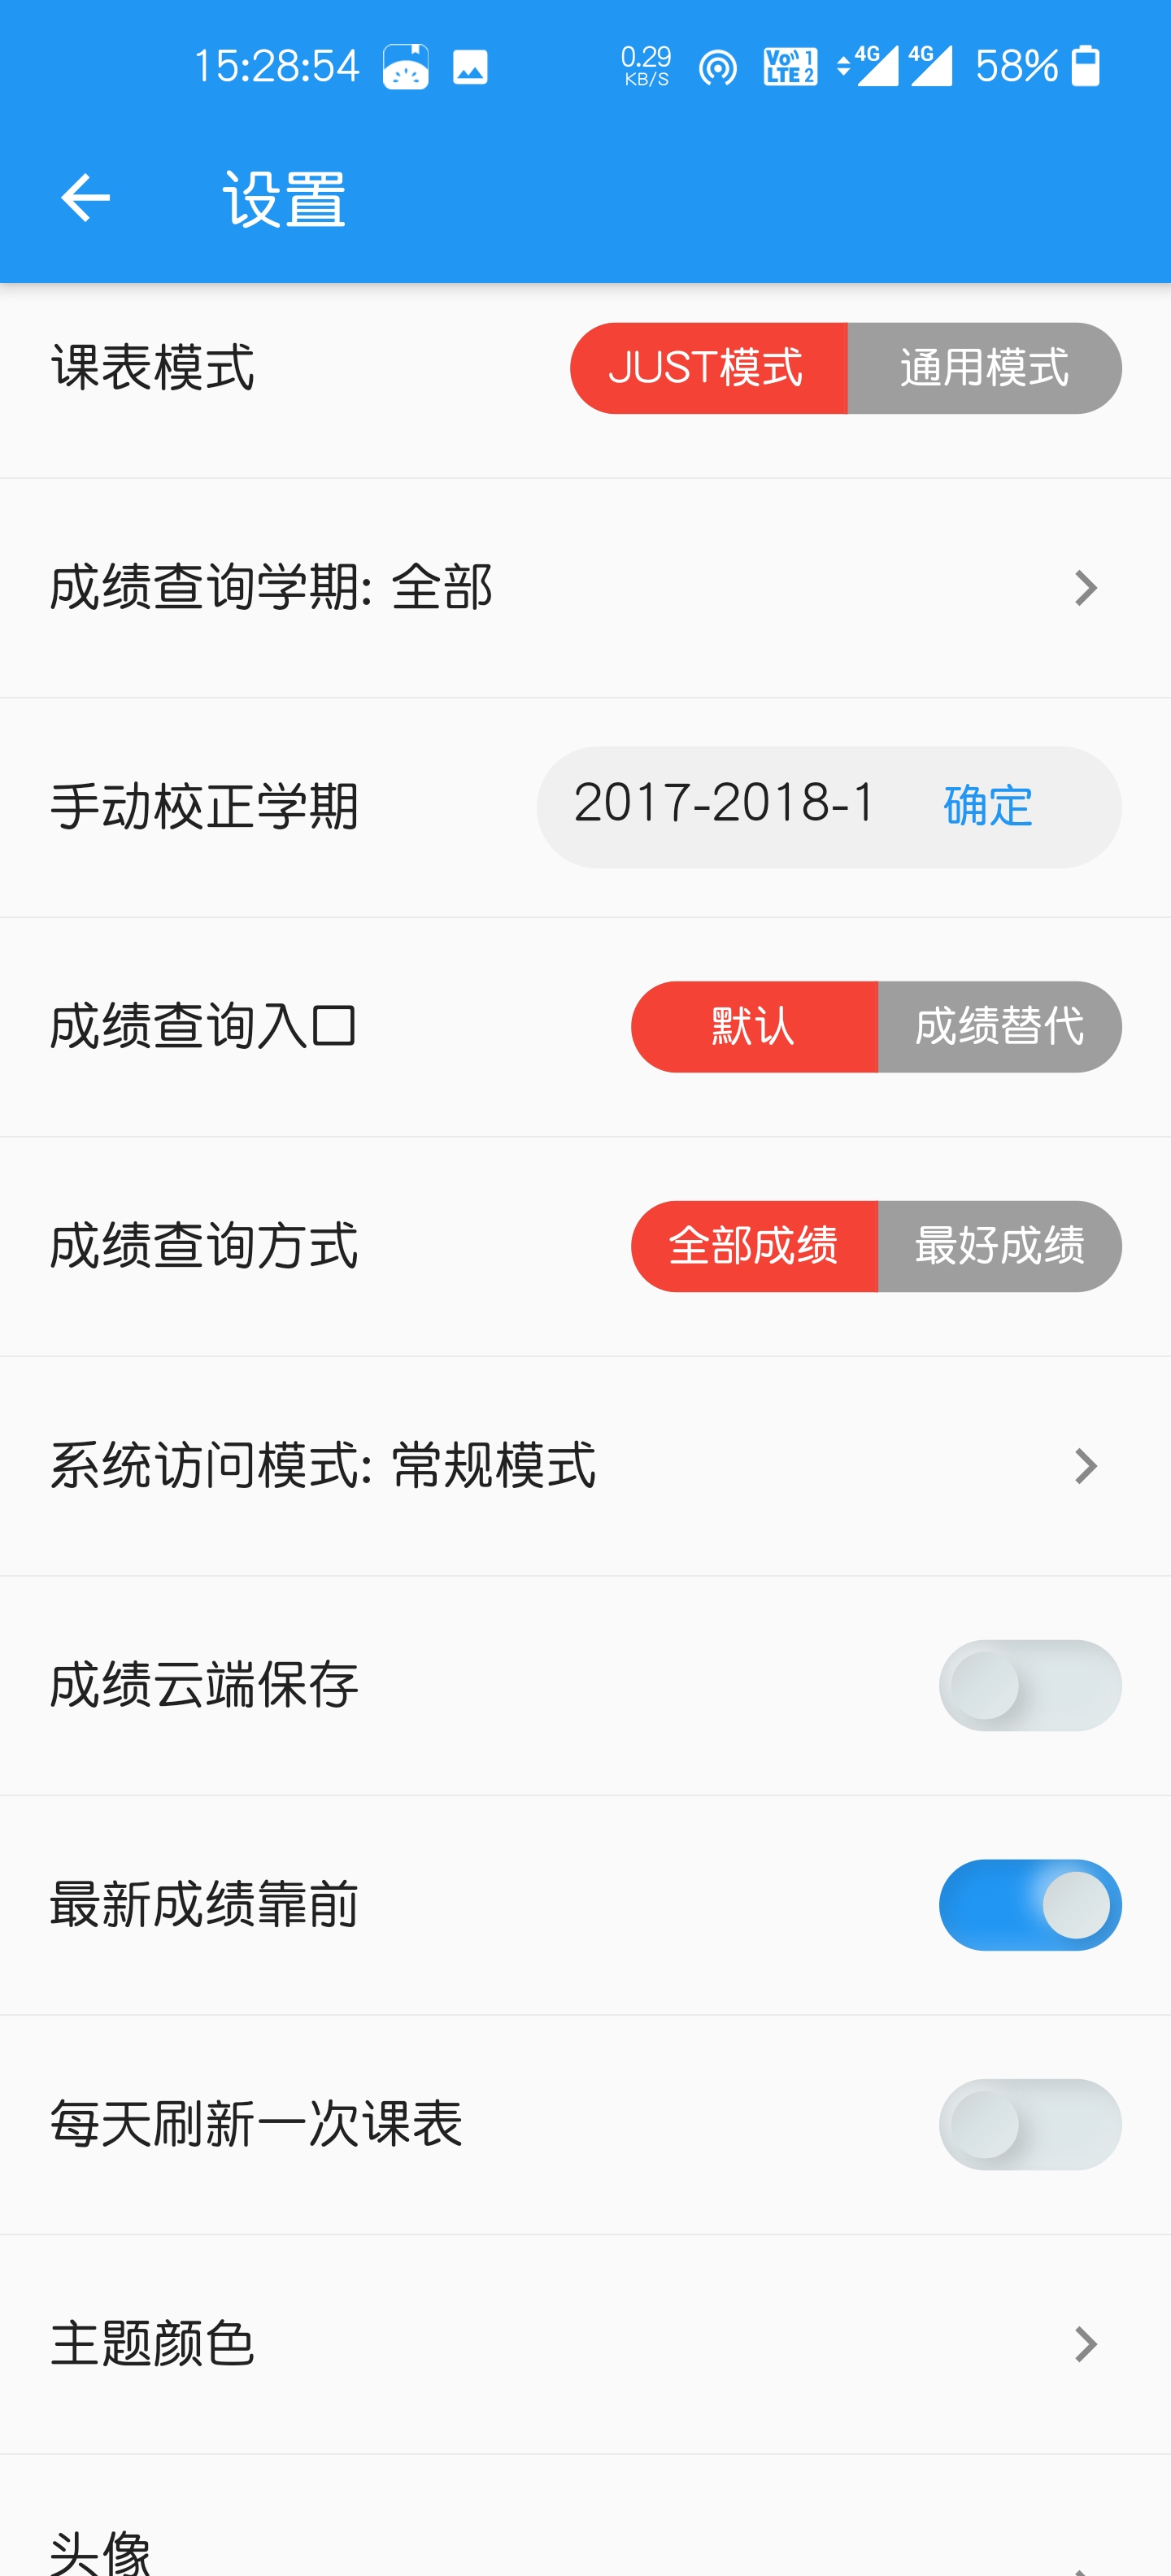 15:28:54 0.29 KB/S VoLTE 1 2 4G 4G 58%
设置
课表模式 JUST模式 通用模式
成绩查询学期: 全部
手动校正学期 2017-2018-1 确定
成绩查询入口 默认 成绩替代
成绩查询方式 全部成绩 最好成绩
系统访问模式: 常规模式
成绩云端保存
最新成绩靠前
每天刷新一次课表
主题颜色
头像